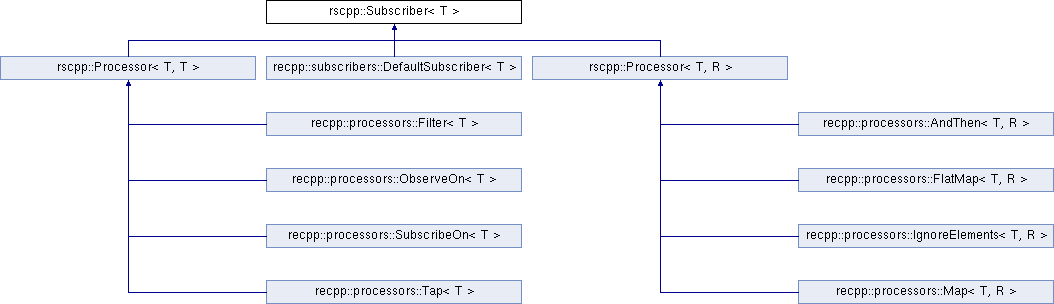 rscpp::Subscriber< T >
rscpp::Processor< T, T >
recpp::subscribers::DefaultSubscriber< T >
rscpp::Processor< T, R >
recpp::processors::Filter< T >
recpp::processors::AndThen< T, R >
recpp::processors::ObserveOn< T >
recpp::processors::FlatMap< T, R >
recpp::processors::SubscribeOn< T >
recpp::processors::IgnoreElements< T, R >
recpp::processors::Tap< T >
recpp::processors::Map< T, R >